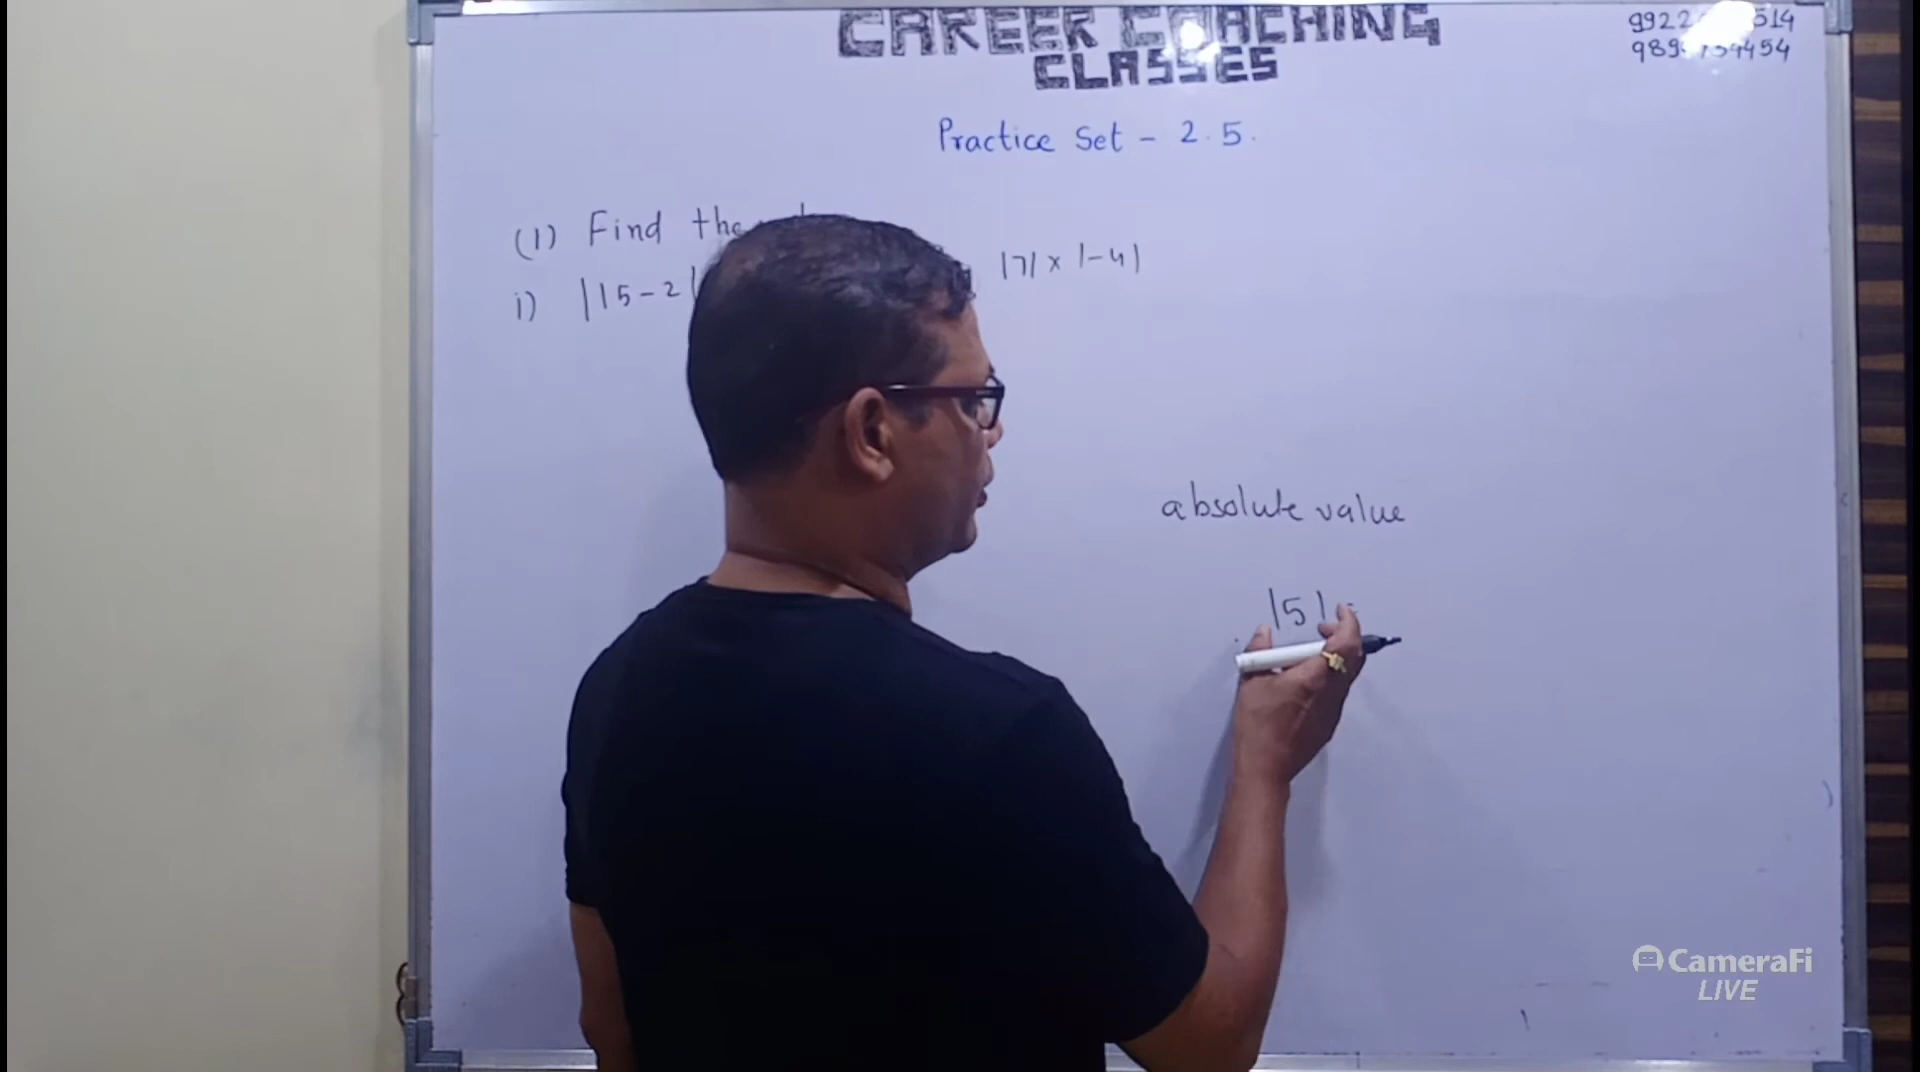 CAREER COACHING
CLASSES
Practice Set - 2.5.
(1) Find the
i) |15-2|
|7| x |-4|
absolute value
|5|
CameraFi
LIVE